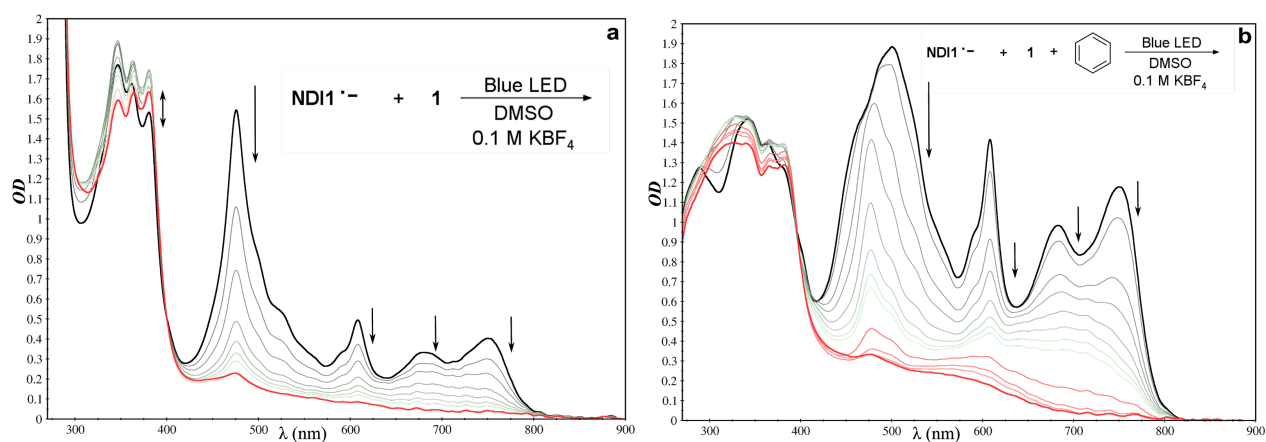 a
NDI1 •− + 1
Blue LED
DMSO
0.1 M KBF4
OD
2
1.9
1.8
1.7
1.6
1.5
1.4
1.3
1.2
1.1
1
0.9
0.8
0.7
0.6
0.5
0.4
0.3
0.2
0.1
0
300 400 500 600 700 800 900
λ (nm)
b
NDI1 •− + 1 +
Blue LED
DMSO
0.1 M KBF4
OD
2
1.9
1.8
1.7
1.6
1.5
1.4
1.3
1.2
1.1
1
0.9
0.8
0.7
0.6
0.5
0.4
0.3
0.2
0.1
0
300 400 500 600 700 800 900
λ (nm)